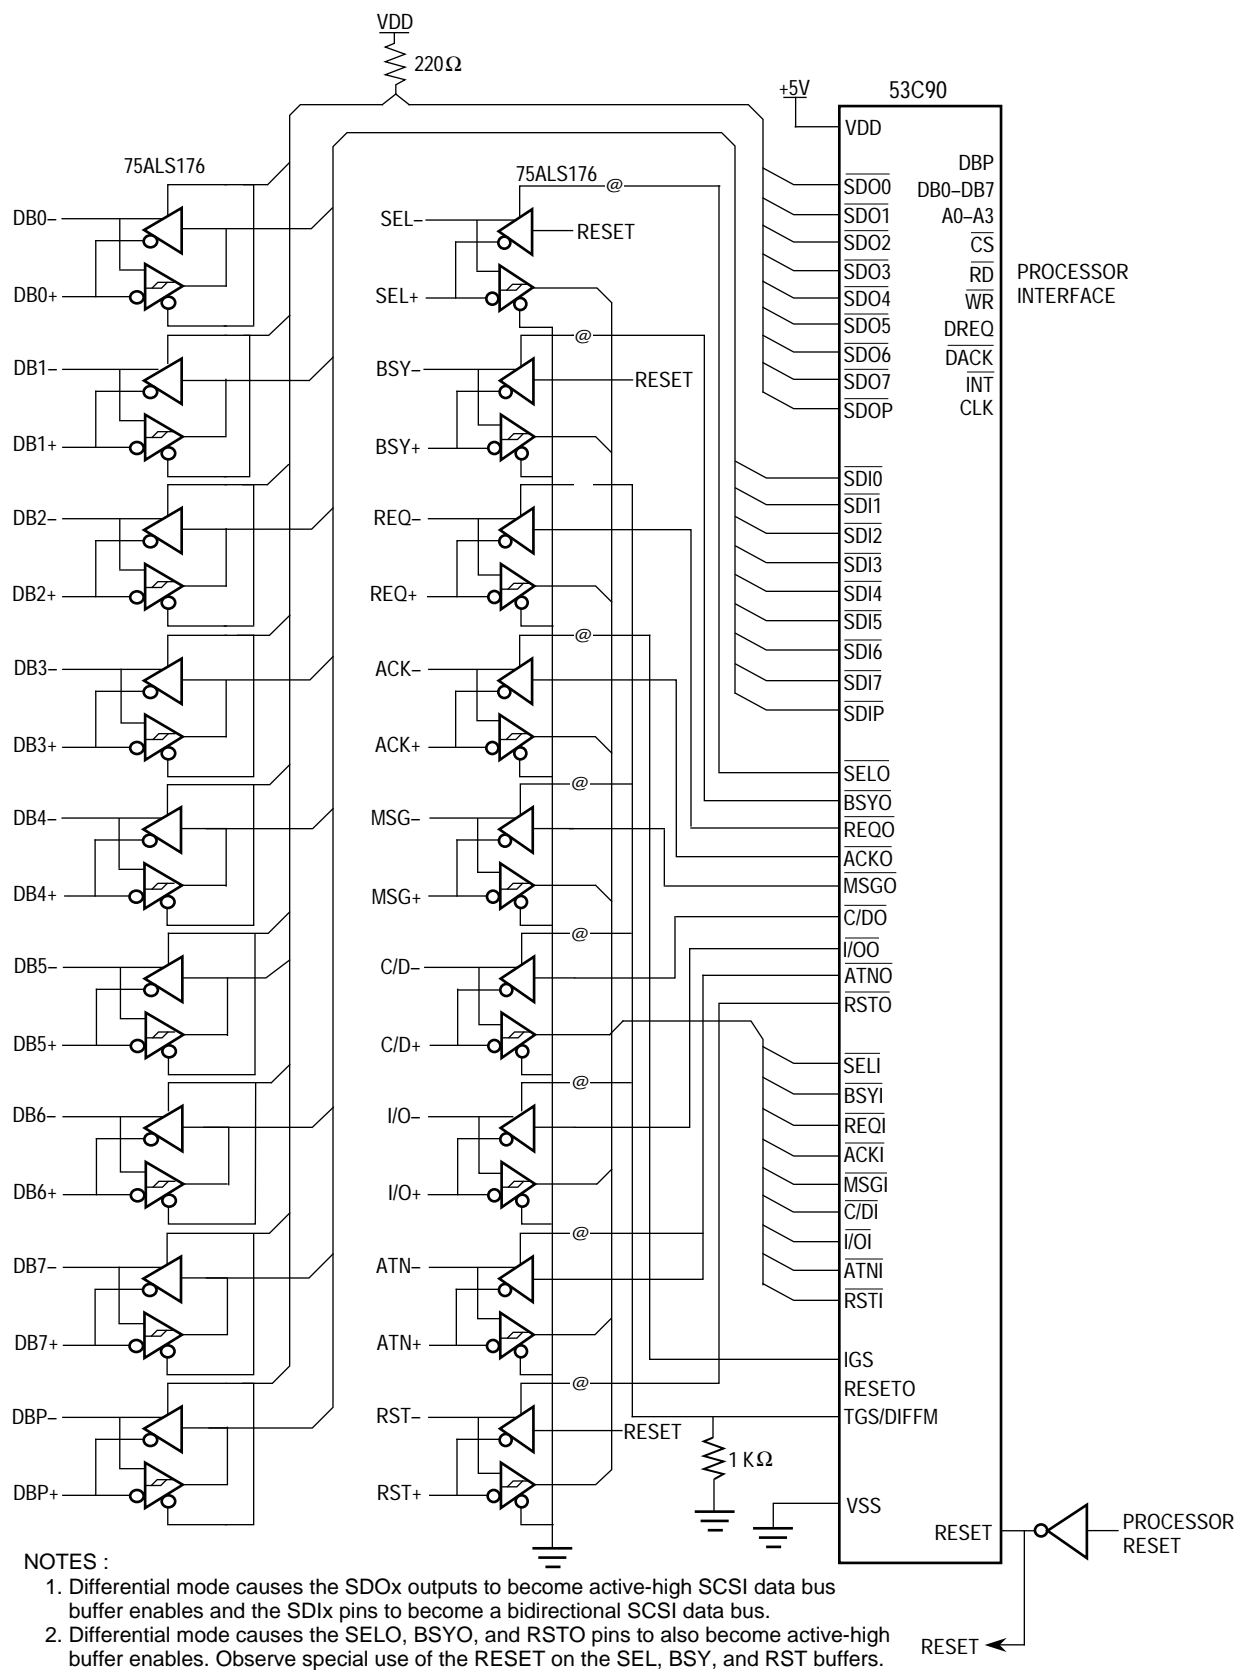 VDD
220Ω
+5V
53C90
75ALS176
75ALS176
DB0–
DB0+
DB1–
DB1+
DB2–
DB2+
DB3–
DB3+
DB4–
DB4+
DB5–
DB5+
DB6–
DB6+
DB7–
DB7+
DBP–
DBP+
SEL–
@
RESET
SEL+
@
BSY–
RESET
BSY+
REQ–
REQ+
@
ACK–
ACK+
@
MSG–
MSG+
@
C/D–
C/D+
@
I/O–
I/O+
@
ATN–
ATN+
@
RST–
RESET
RST+
1 KΩ
VDD
SDO0
SDO1
SDO2
SDO3
SDO4
SDO5
SDO6
SDO7
SDOP
SDI0
SDI1
SDI2
SDI3
SDI4
SDI5
SDI6
SDI7
SDIP
SELO
BSYO
REQO
ACKO
MSGO
C/DO
I/OO
ATNO
RSTO
SELI
BSYI
REQI
ACKI
MSGI
C/DI
I/OI
ATNI
RSTI
IGS
RESETO
TGS/DIFFM
VSS
DBP
DB0–DB7
A0–A3
CS
RD
WR
DREQ
DACK
INT
CLK
PROCESSOR
INTERFACE
RESET
PROCESSOR
RESET
RESET
NOTES :
1. Differential mode causes the SDOx outputs to become active-high SCSI data bus
buffer enables and the SDIx pins to become a bidirectional SCSI data bus.
2. Differential mode causes the SELO, BSYO, and RSTO pins to also become active-high
buffer enables. Observe special use of the RESET on the SEL, BSY, and RST buffers.